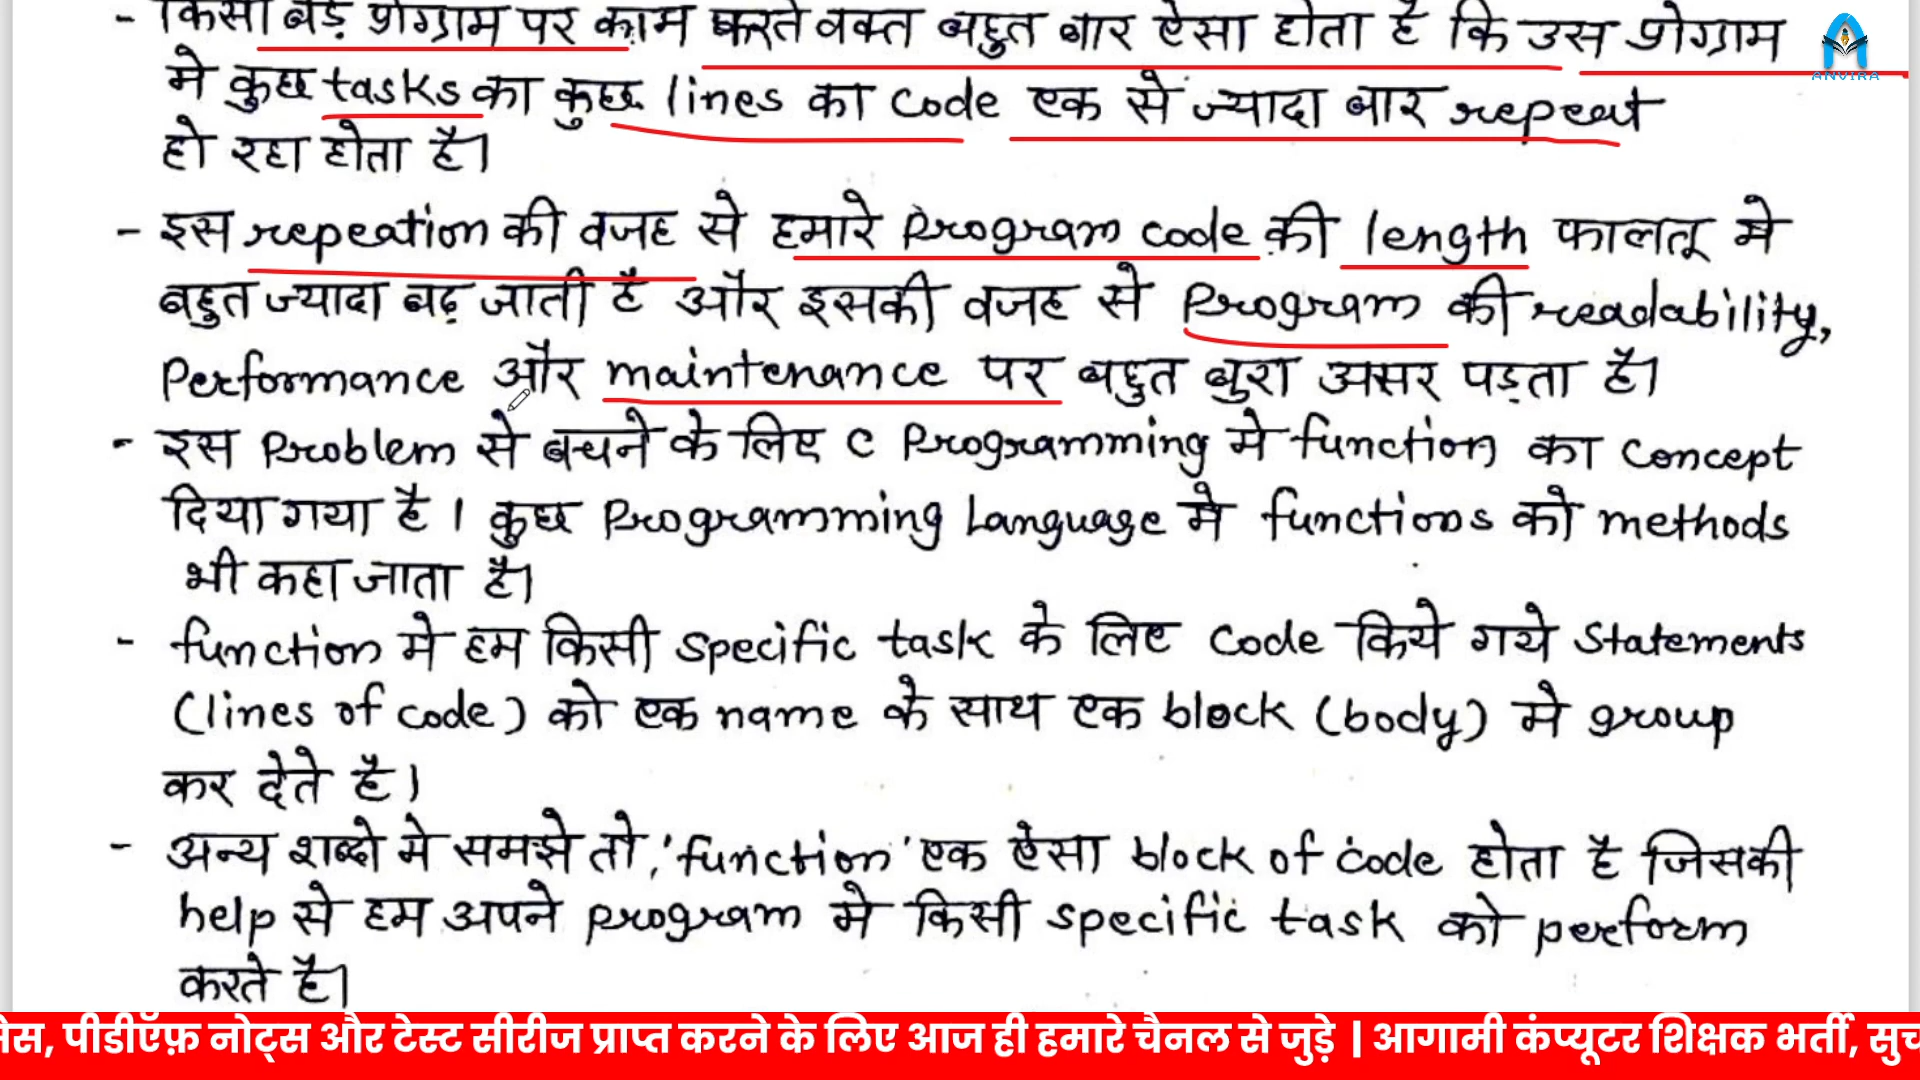 - किसी बड़े प्रोग्राम पर काम करते वक्त बहुत बार ऐसा होता है कि उस प्रोग्राम
ANVIRA
मे कुछ tasks का कुछ lines का code एक से ज्यादा बार repeat
हो रहा होता है।
- इस repeation की वजह से हमारे Program code की length फालतू मे
बहुत ज्यादा बढ़ जाती है और इसकी वजह से Program की readability,
Performance और maintenance पर बहुत बुरा असर पड़ता है।
- इस Problem से बचने के लिए C Programming मे function का concept
दिया गया है। कुछ Programming Language मे functions को methods
भी कहा जाता है।
- function मे हम किसी specific task के लिए code किये गये Statements
(lines of code) को एक name के साथ एक block (body) मे group
कर देते है।
- अन्य शब्दो मे समझे तो, 'function' एक ऐसा block of code होता है जिसकी
help से हम अपने program मे किसी specific task को perform
करते है।
पीडीऍफ़ नोट्स और टेस्ट सीरीज प्राप्त करने के लिए आज ही हमारे चैनल से जुड़े | आगामी कंप्यूटर शिक्षक भर्ती,